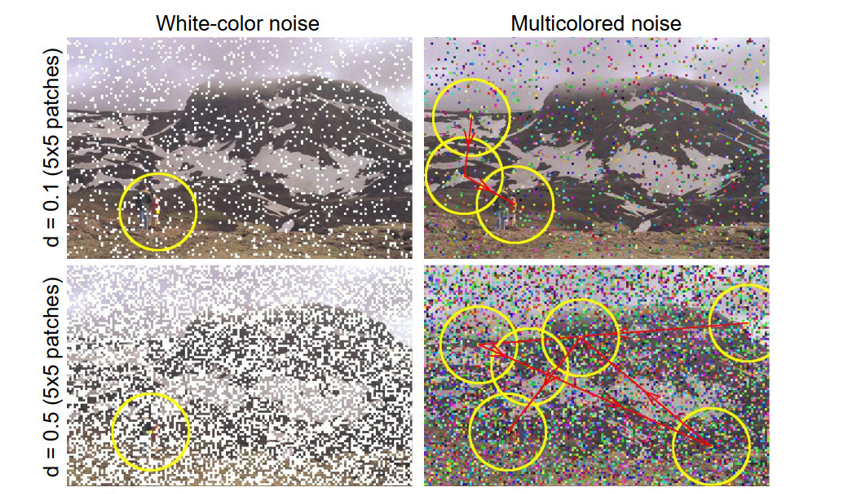 White-color noise
Multicolored noise
d = 0.1 (5x5 patches)
d = 0.5 (5x5 patches)